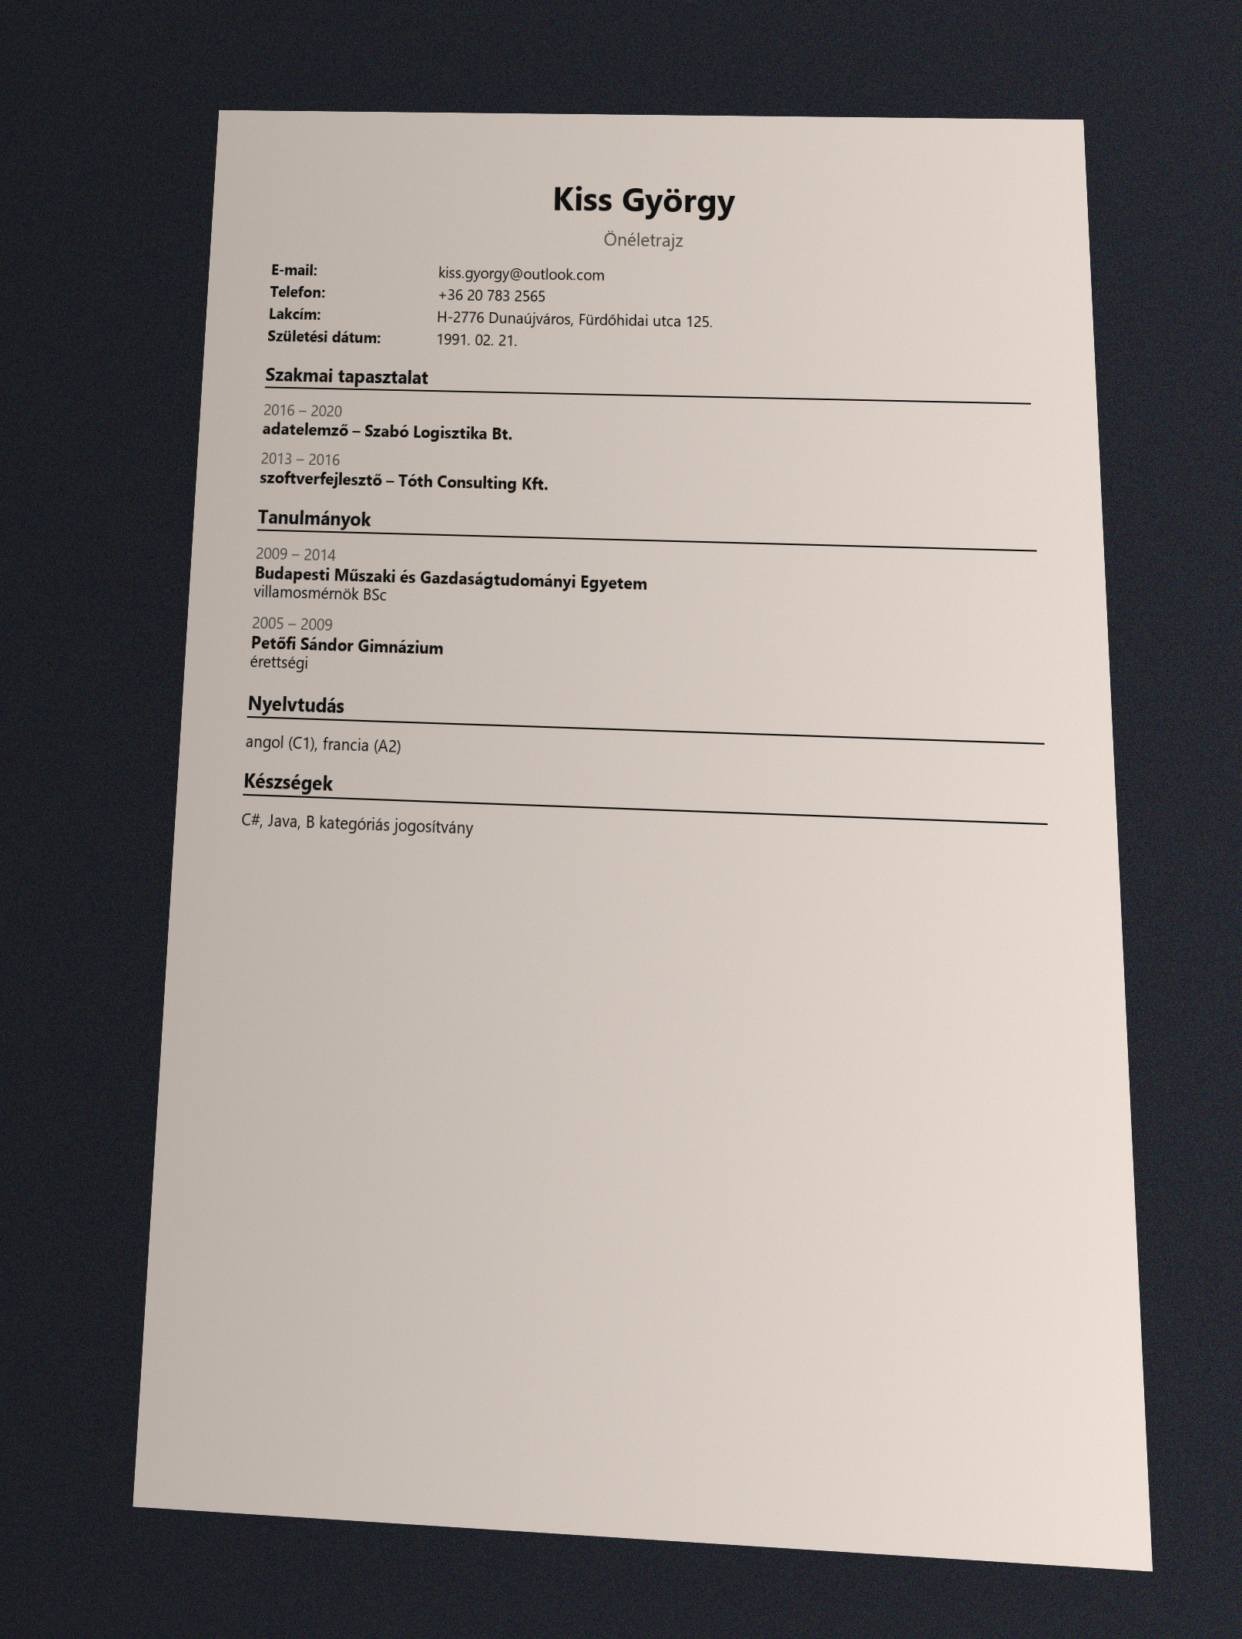 Kiss György
Önéletrajz
E-mail: kiss.gyorgy@outlook.com
Telefon: +36 20 783 2565
Lakcím: H-2776 Dunaújváros, Fürdőhidai utca 125.
Születési dátum: 1991. 02. 21.
Szakmai tapasztalat
2016 – 2020
adatelemző – Szabó Logisztika Bt.
2013 – 2016
szoftverfejlesztő – Tóth Consulting Kft.
Tanulmányok
2009 – 2014
Budapesti Műszaki és Gazdaságtudományi Egyetem
villamosmérnök BSc
2005 – 2009
Petőfi Sándor Gimnázium
érettségi
Nyelvtudás
angol (C1), francia (A2)
Készségek
C#, Java, B kategóriás jogosítvány